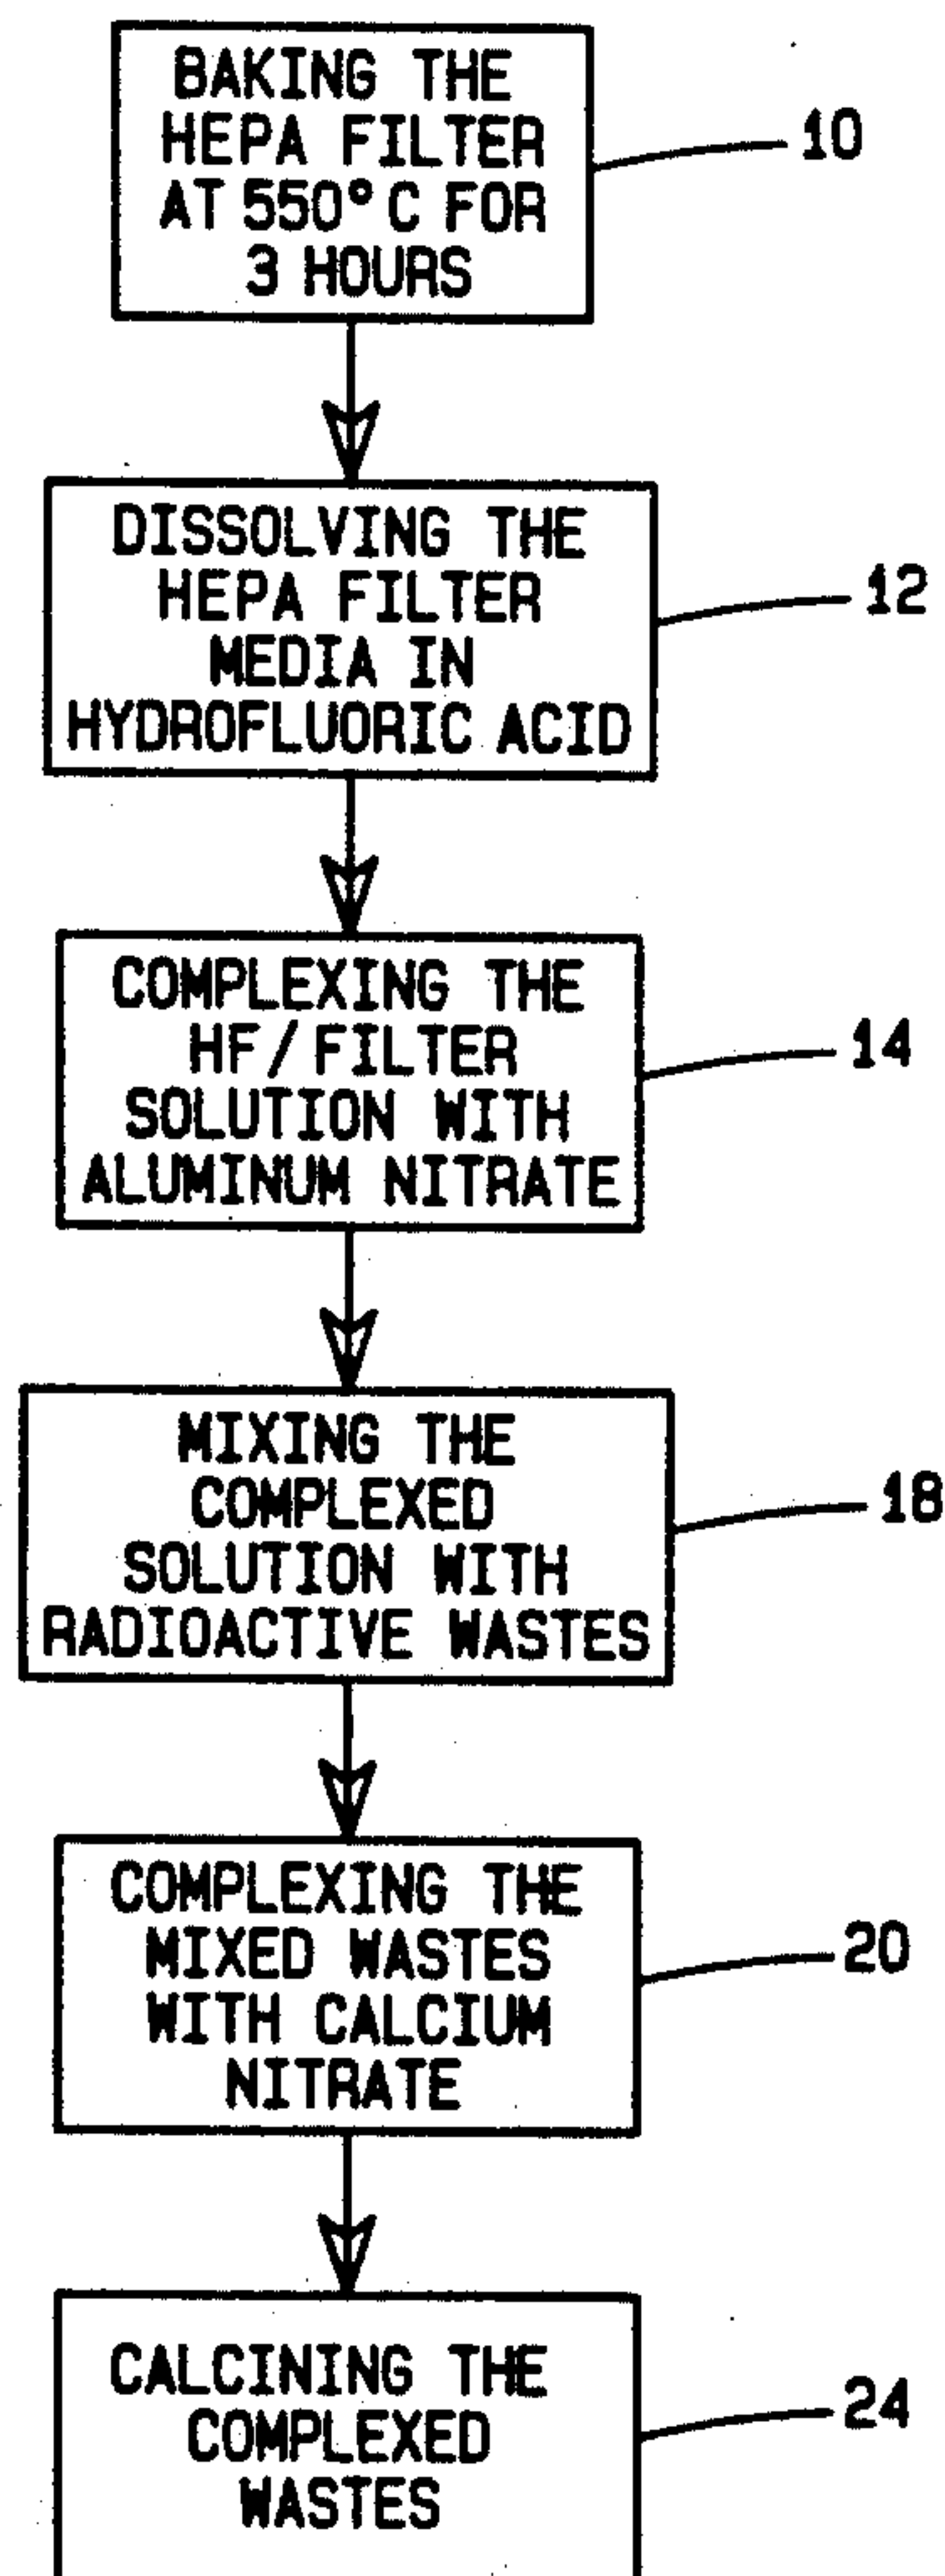 BAKING THE
HEPA FILTER
AT 550°C FOR
3 HOURS
10
DISSOLVING THE
HEPA FILTER
MEDIA IN
HYDROFLUORIC ACID
12
COMPLEXING THE
HF/FILTER
SOLUTION WITH
ALUMINUM NITRATE
14
MIXING THE
COMPLEXED
SOLUTION WITH
RADIOACTIVE WASTES
18
COMPLEXING THE
MIXED WASTES
WITH CALCIUM
NITRATE
20
CALCINING THE
COMPLEXED
WASTES
24